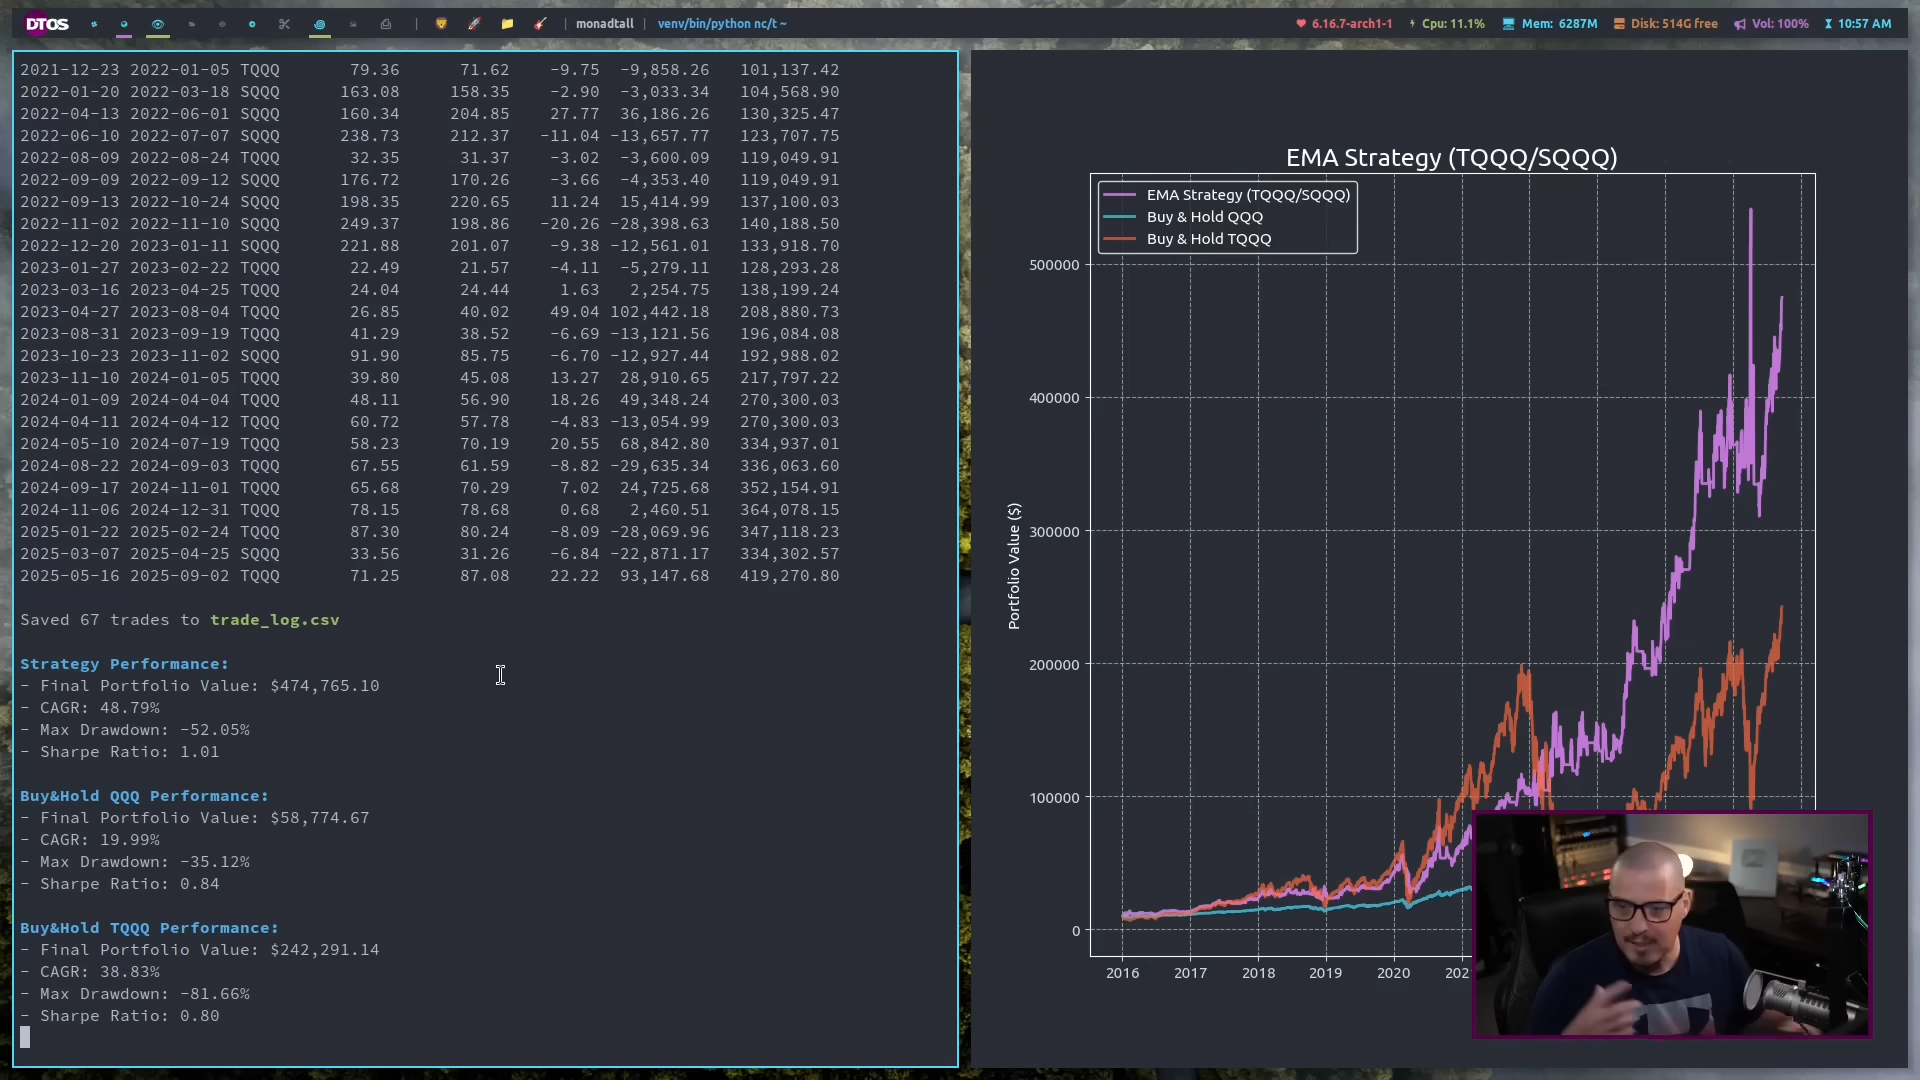 DTOS | monadtall | venv/bin/python nc/t ~ 6.16.7-arch1-1 Cpu: 11.1% Mem: 6287M Disk: 514G free Vol: 100% 10:57 AM
2021-12-23 2022-01-05 TQQQ 79.36 71.62 -9.75 -9,858.26 101,137.42
2022-01-20 2022-03-18 SQQQ 163.08 158.35 -2.90 -3,033.34 104,568.90
2022-04-13 2022-06-01 SQQQ 160.34 204.85 27.77 36,186.26 130,325.47
2022-06-10 2022-07-07 SQQQ 238.73 212.37 -11.04 -13,657.77 123,707.75
2022-08-09 2022-08-24 TQQQ 32.35 31.37 -3.02 -3,600.09 119,049.91
2022-09-09 2022-09-12 SQQQ 176.72 170.26 -3.66 -4,353.40 119,049.91
2022-09-13 2022-10-24 SQQQ 198.35 220.65 11.24 15,414.99 137,100.03
2022-11-02 2022-11-10 SQQQ 249.37 198.86 -20.26 -28,398.63 140,188.50
2022-12-20 2023-01-11 SQQQ 221.88 201.07 -9.38 -12,561.01 133,918.70
2023-01-27 2023-02-22 TQQQ 22.49 21.57 -4.11 -5,279.11 128,293.28
2023-03-16 2023-04-25 TQQQ 24.04 24.44 1.63 2,254.75 138,199.24
2023-04-27 2023-08-04 TQQQ 26.85 40.02 49.04 102,442.18 208,880.73
2023-08-31 2023-09-19 TQQQ 41.29 38.52 -6.69 -13,121.56 196,084.08
2023-10-23 2023-11-02 SQQQ 91.90 85.75 -6.70 -12,927.44 192,988.02
2023-11-10 2024-01-05 TQQQ 39.80 45.08 13.27 28,910.65 217,797.22
2024-01-09 2024-04-04 TQQQ 48.11 56.90 18.26 49,348.24 270,300.03
2024-04-11 2024-04-12 TQQQ 60.72 57.78 -4.83 -13,054.99 270,300.03
2024-05-10 2024-07-19 TQQQ 58.23 70.19 20.55 68,842.80 334,937.01
2024-08-22 2024-09-03 TQQQ 67.55 61.59 -8.82 -29,635.34 336,063.60
2024-09-17 2024-11-01 TQQQ 65.68 70.29 7.02 24,725.68 352,154.91
2024-11-06 2024-12-31 TQQQ 78.15 78.68 0.68 2,460.51 364,078.15
2025-01-22 2025-02-24 TQQQ 87.30 80.24 -8.09 -28,069.96 347,118.23
2025-03-07 2025-04-25 SQQQ 33.56 31.26 -6.84 -22,871.17 334,302.57
2025-05-16 2025-09-02 TQQQ 71.25 87.08 22.22 93,147.68 419,270.80
Saved 67 trades to trade_log.csv
Strategy Performance:
- Final Portfolio Value: $474,765.10
- CAGR: 48.79%
- Max Drawdown: -52.05%
- Sharpe Ratio: 1.01
Buy&Hold QQQ Performance:
- Final Portfolio Value: $58,774.67
- CAGR: 19.99%
- Max Drawdown: -35.12%
- Sharpe Ratio: 0.84
Buy&Hold TQQQ Performance:
- Final Portfolio Value: $242,291.14
- CAGR: 38.83%
- Max Drawdown: -81.66%
- Sharpe Ratio: 0.80
EMA Strategy (TQQQ/SQQQ)
EMA Strategy (TQQQ/SQQQ)
Buy & Hold QQQ
Buy & Hold TQQQ
Portfolio Value ($)
500000
400000
300000
200000
100000
0
2016 2017 2018 2019 2020 202